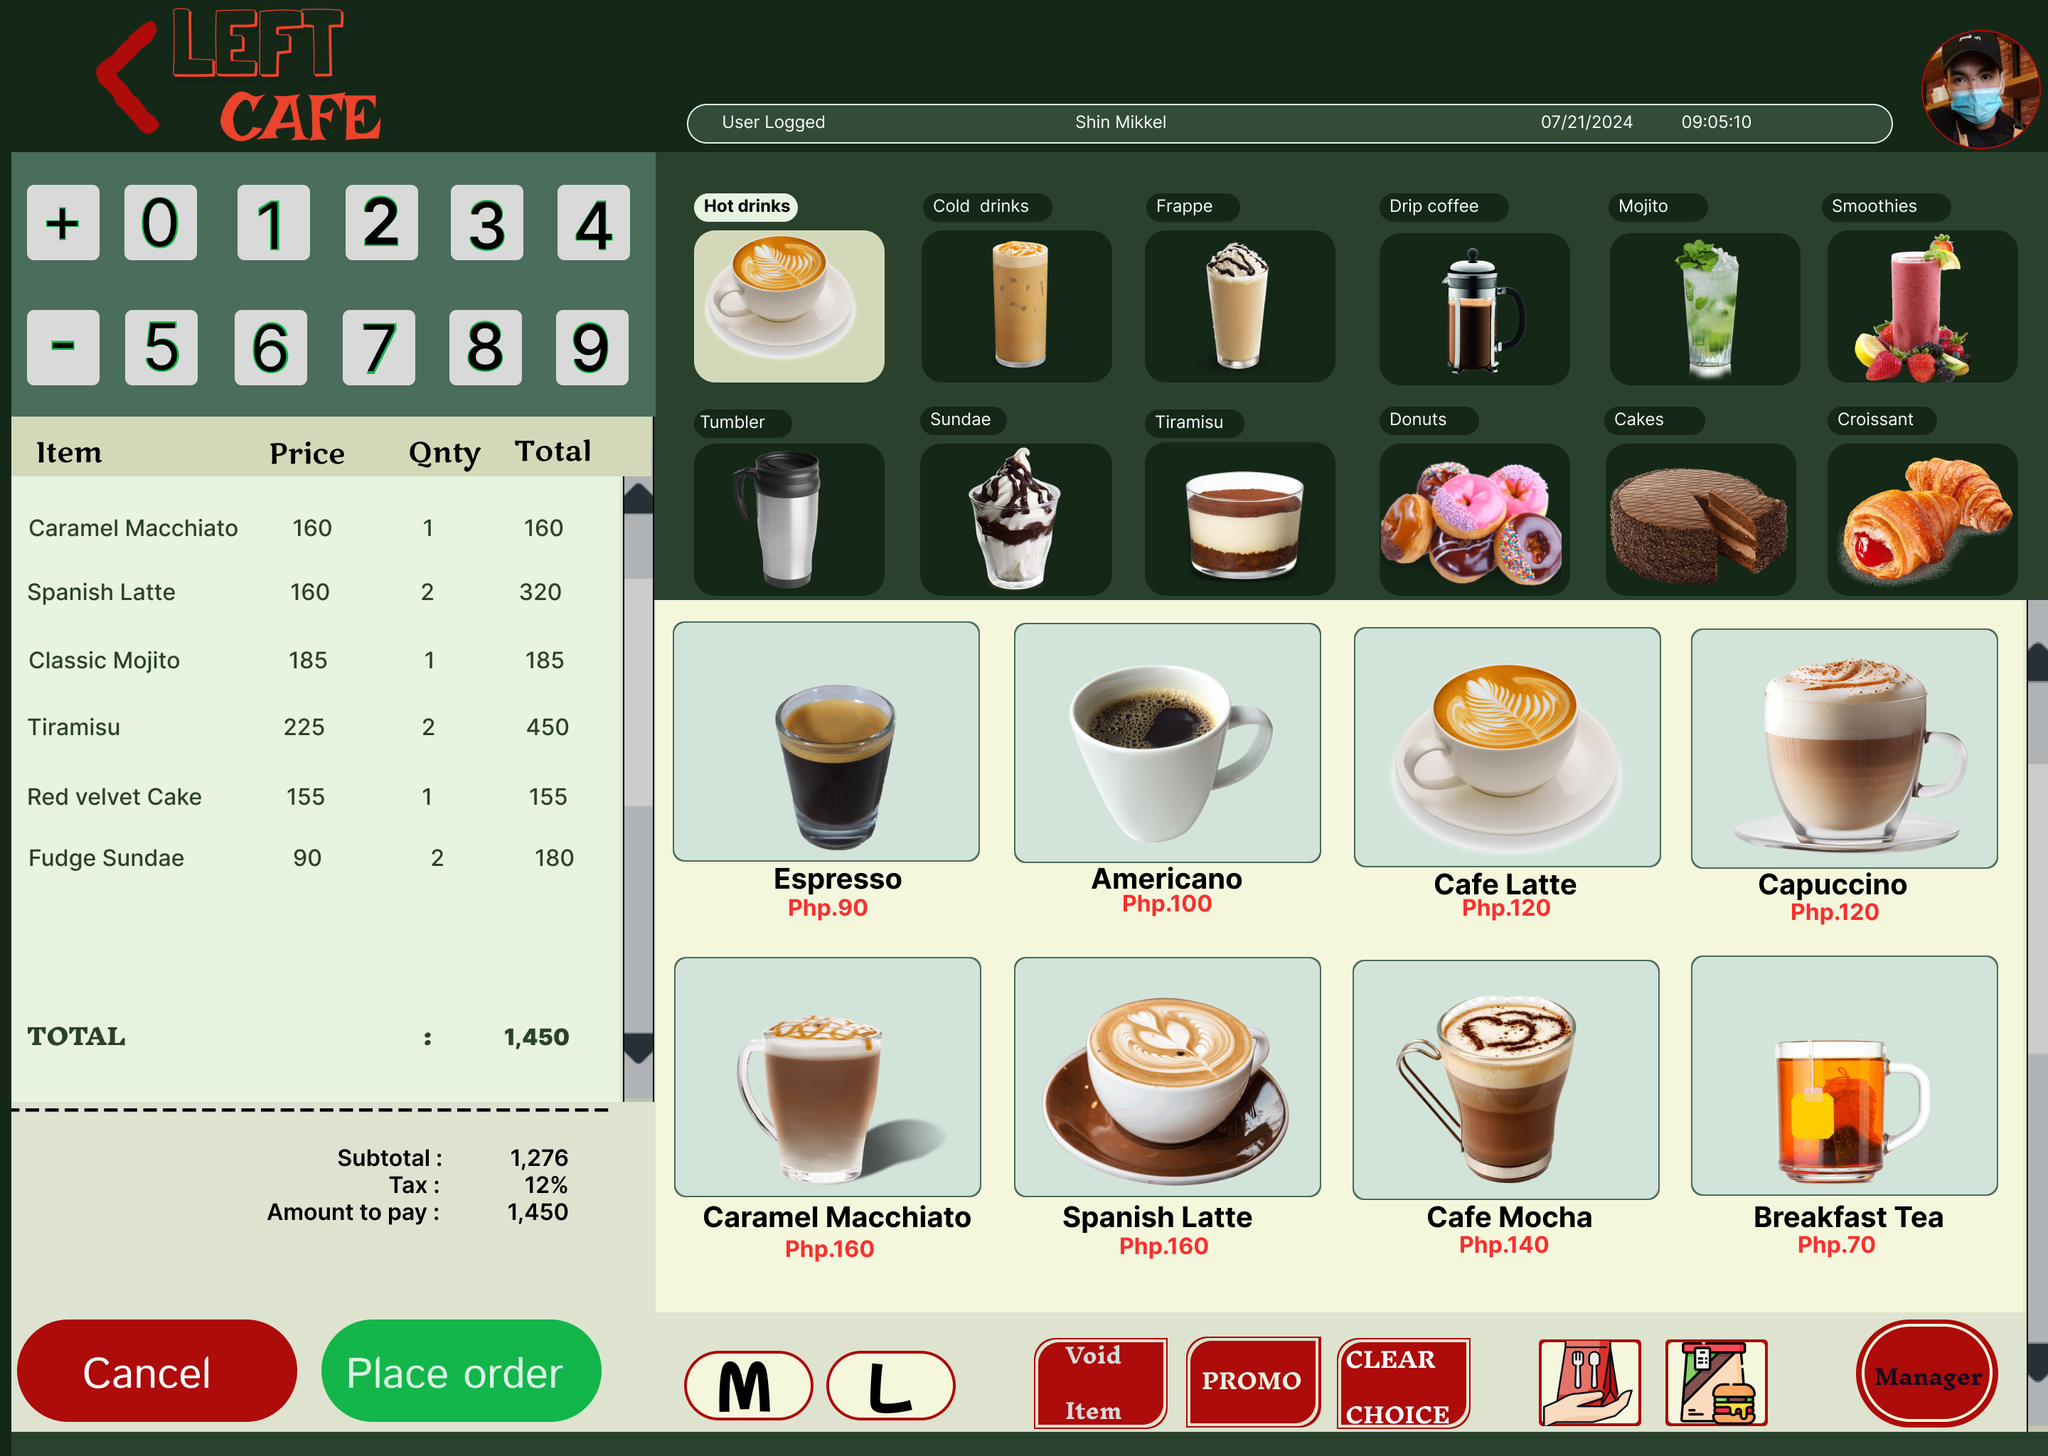 LEFT
CAFE
User Logged Shin Mikkel 07/21/2024 09:05:10
+ 0 1 2 3 4
- 5 6 7 8 9
Hot drinks Cold drinks Frappe Drip coffee Mojito Smoothies
Tumbler Sundae Tiramisu Donuts Cakes Croissant
Item Price Qnty Total
Caramel Macchiato 160 1 160
Spanish Latte 160 2 320
Classic Mojito 185 1 185
Tiramisu 225 2 450
Red velvet Cake 155 1 155
Fudge Sundae 90 2 180
TOTAL : 1,450
Subtotal : 1,276
Tax : 12%
Amount to pay : 1,450
Cancel Place order
Espresso Americano Cafe Latte Capuccino
Php.90 Php.100 Php.120 Php.120
Caramel Macchiato Spanish Latte Cafe Mocha Breakfast Tea
Php.160 Php.160 Php.140 Php.70
M L
Void
Item
PROMO
CLEAR
CHOICE
Manager